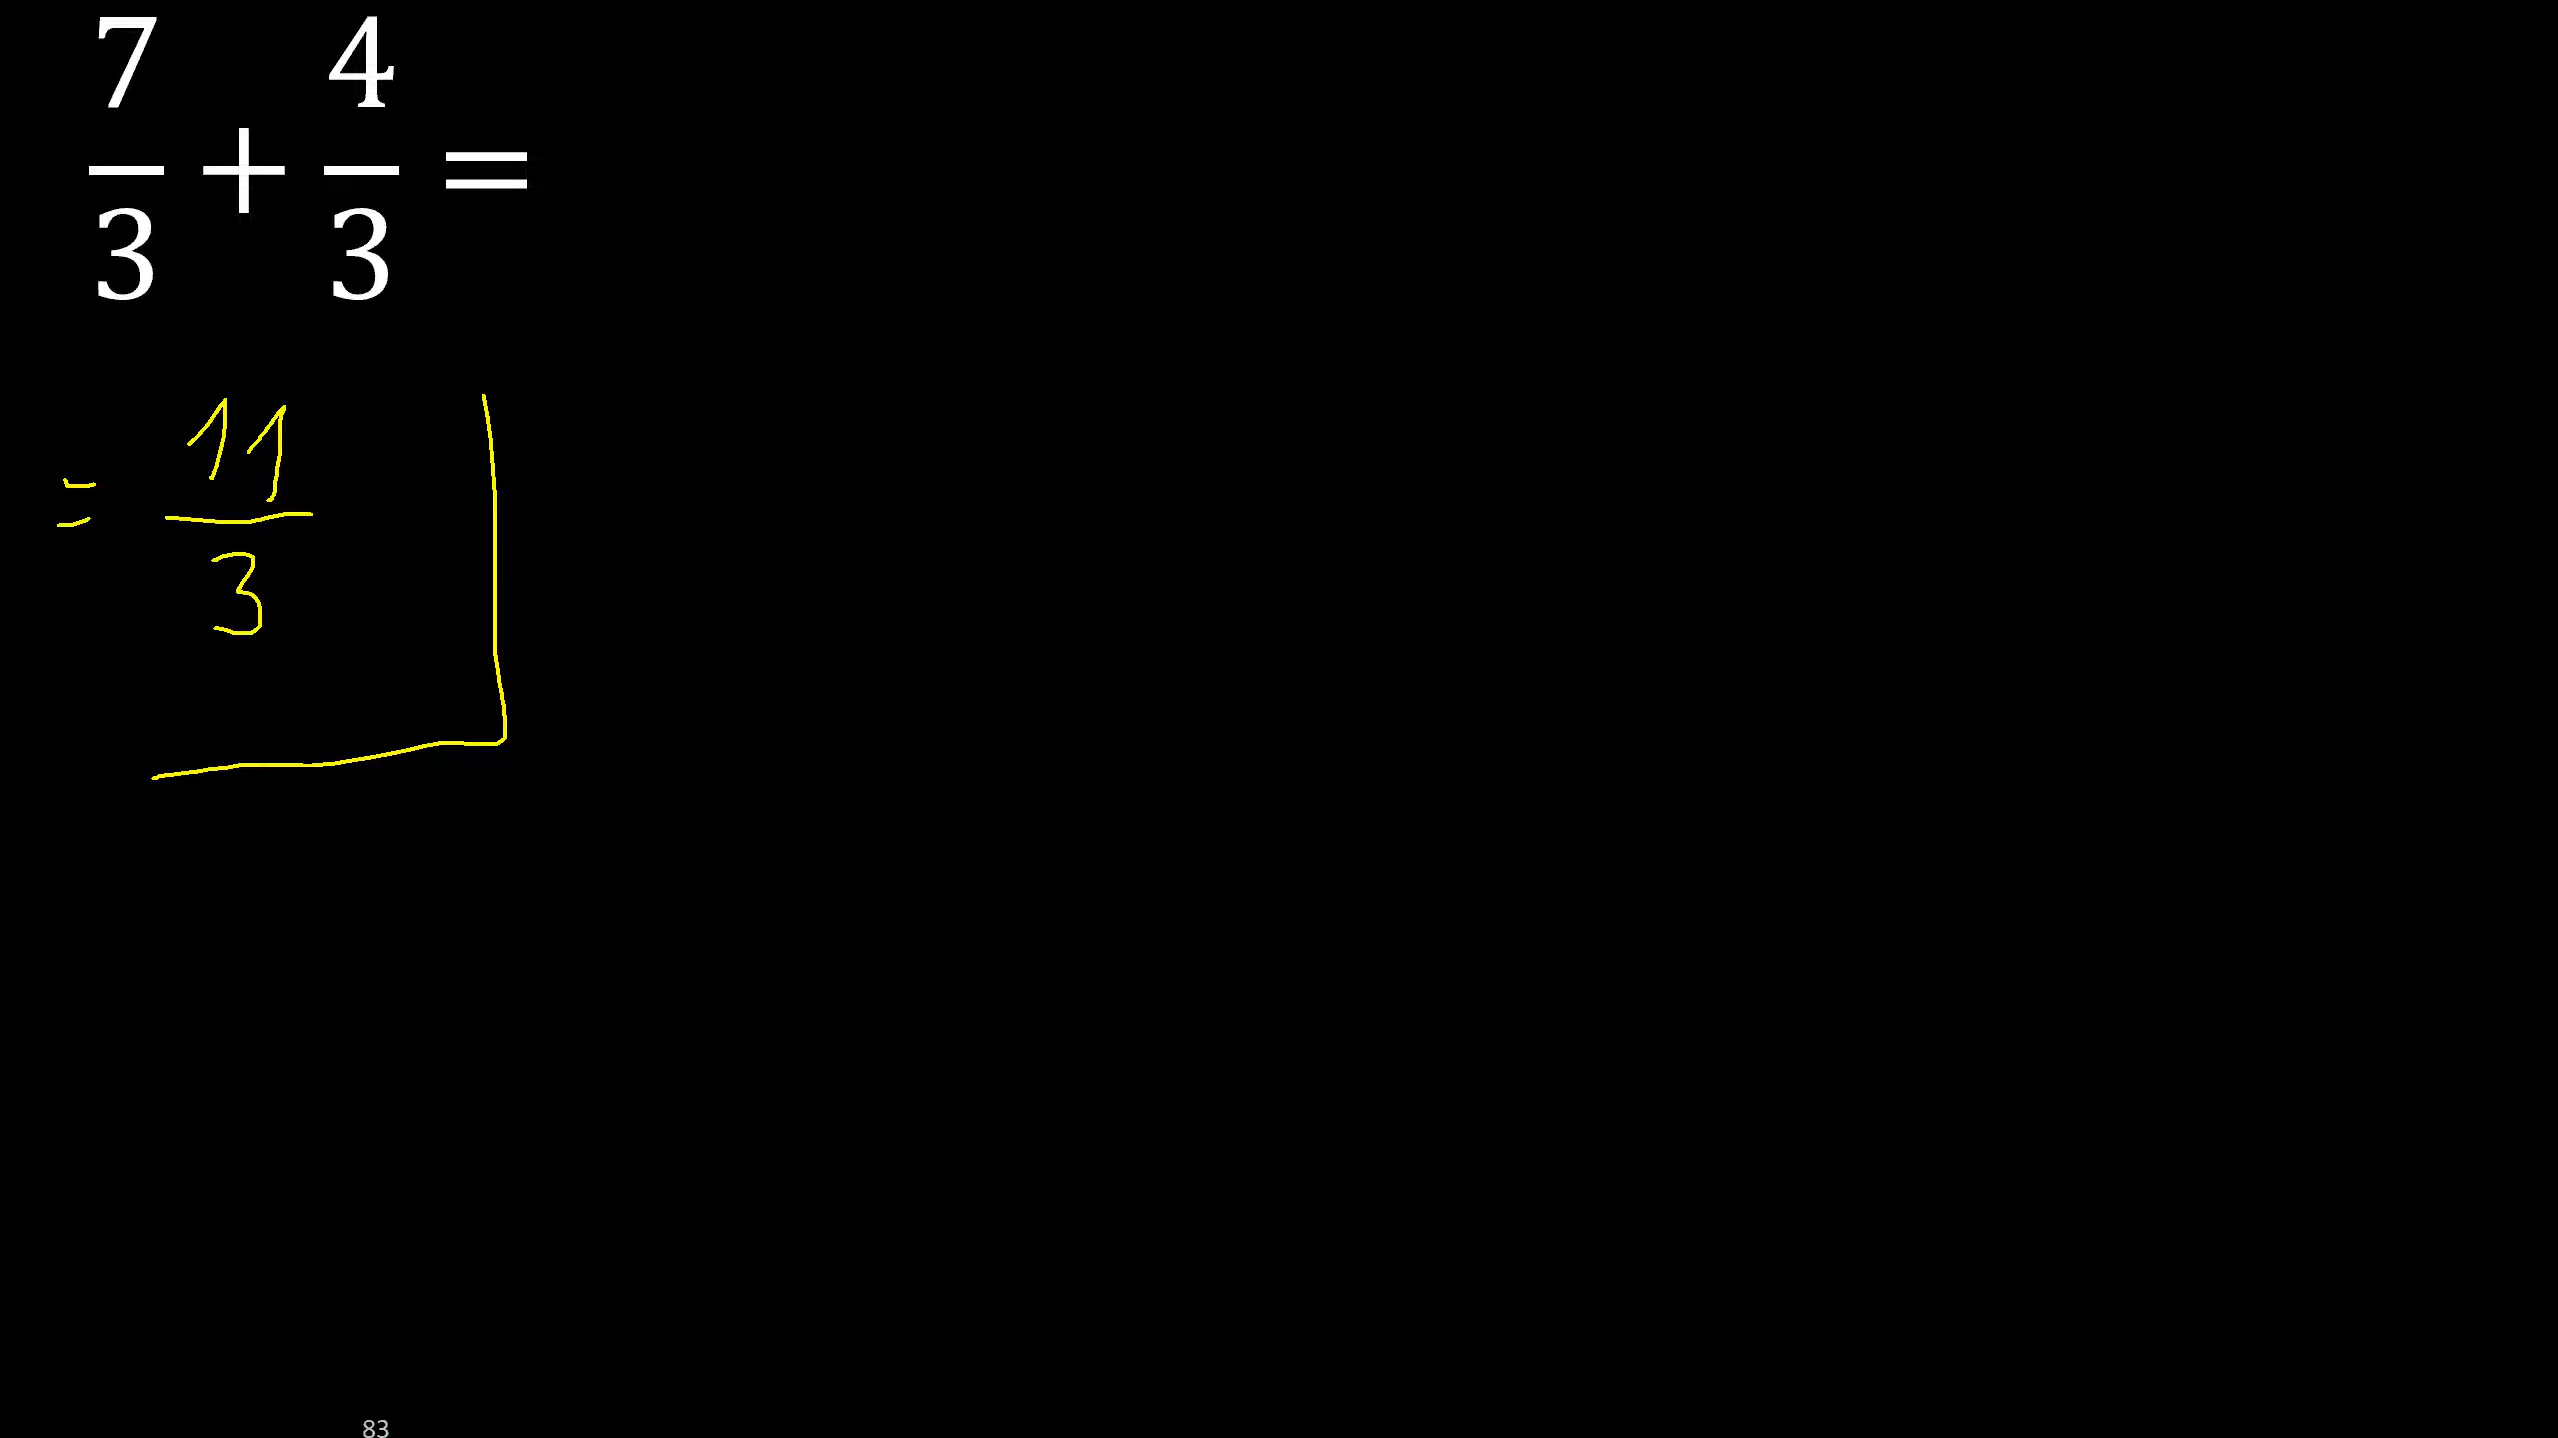 7/3 + 4/3 =
= 11/3
83